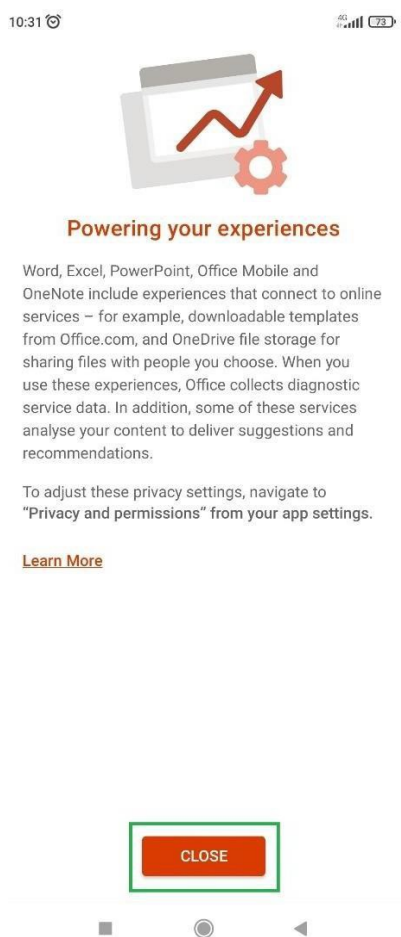 10:31
4G
73
Powering your experiences
Word, Excel, PowerPoint, Office Mobile and
OneNote include experiences that connect to online
services – for example, downloadable templates
from Office.com, and OneDrive file storage for
sharing files with people you choose. When you
use these experiences, Office collects diagnostic
service data. In addition, some of these services
analyse your content to deliver suggestions and
recommendations.
To adjust these privacy settings, navigate to
“Privacy and permissions” from your app settings.
Learn More
CLOSE